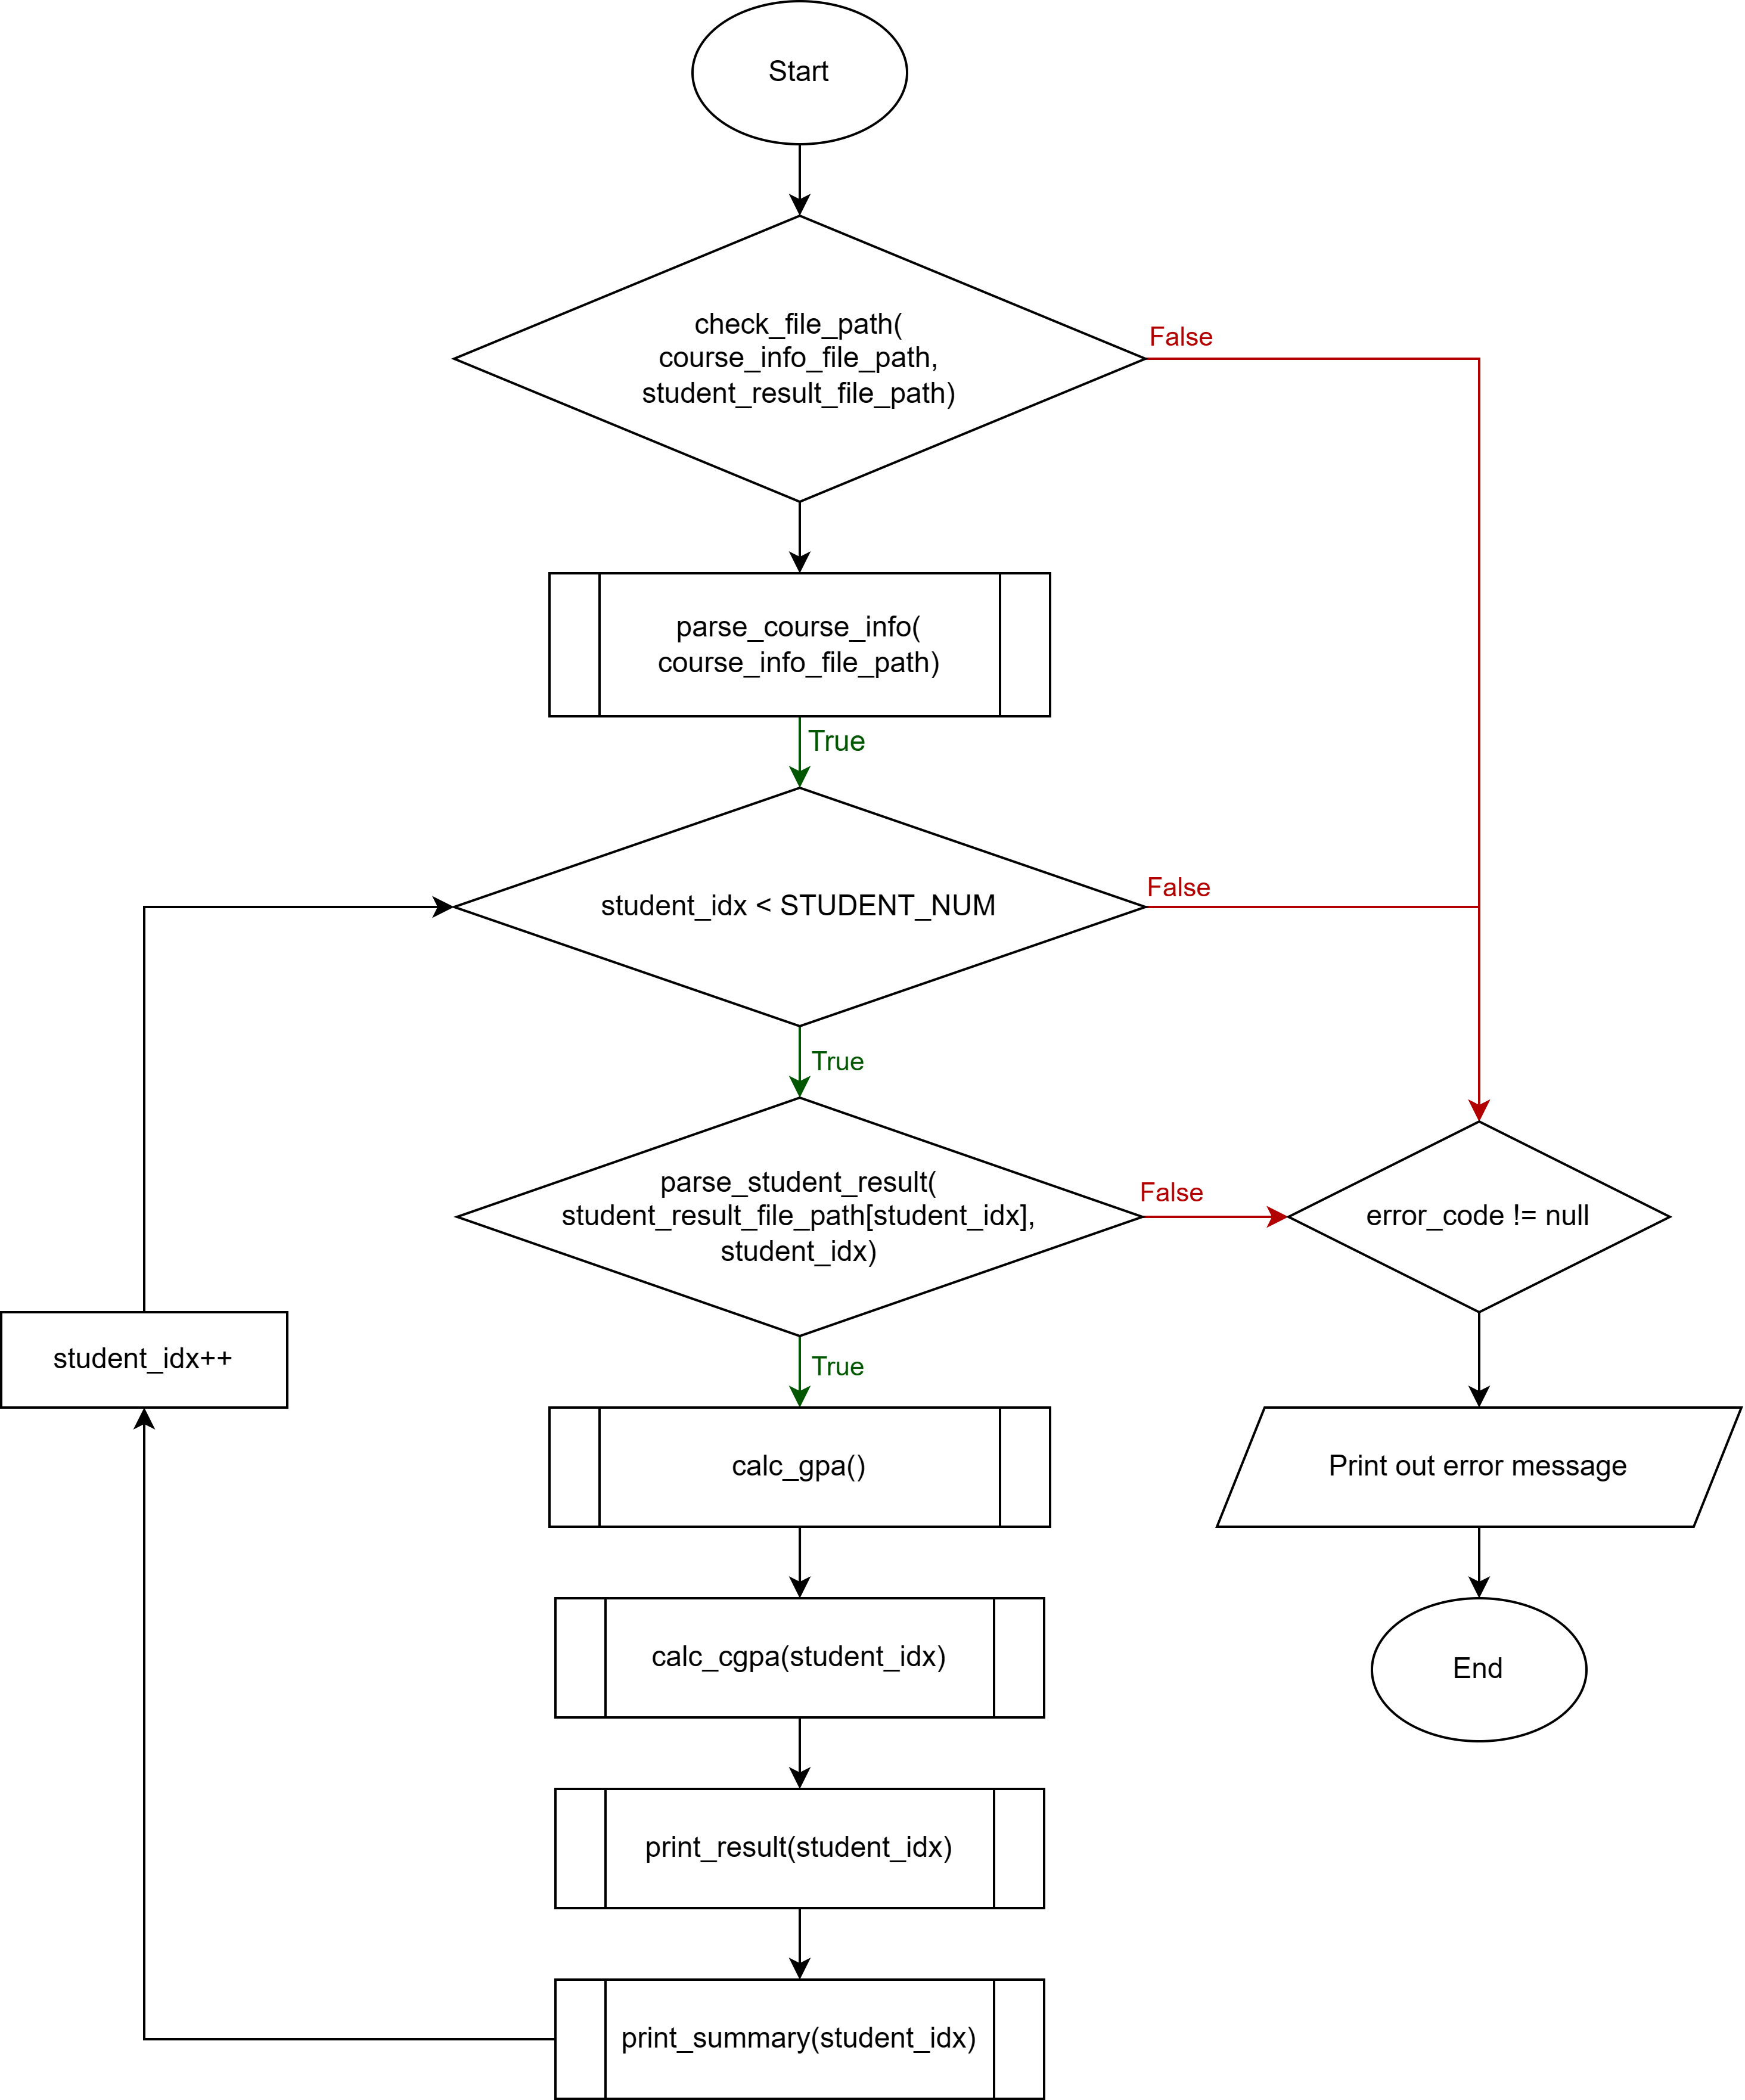 Start
check_file_path(
course_info_file_path,
student_result_file_path)
False
parse_course_info(
course_info_file_path)
True
student_idx < STUDENT_NUM
False
True
parse_student_result(
student_result_file_path[student_idx],
student_idx)
False
error_code != null
True
student_idx++
calc_gpa()
Print out error message
calc_cgpa(student_idx)
End
print_result(student_idx)
print_summary(student_idx)